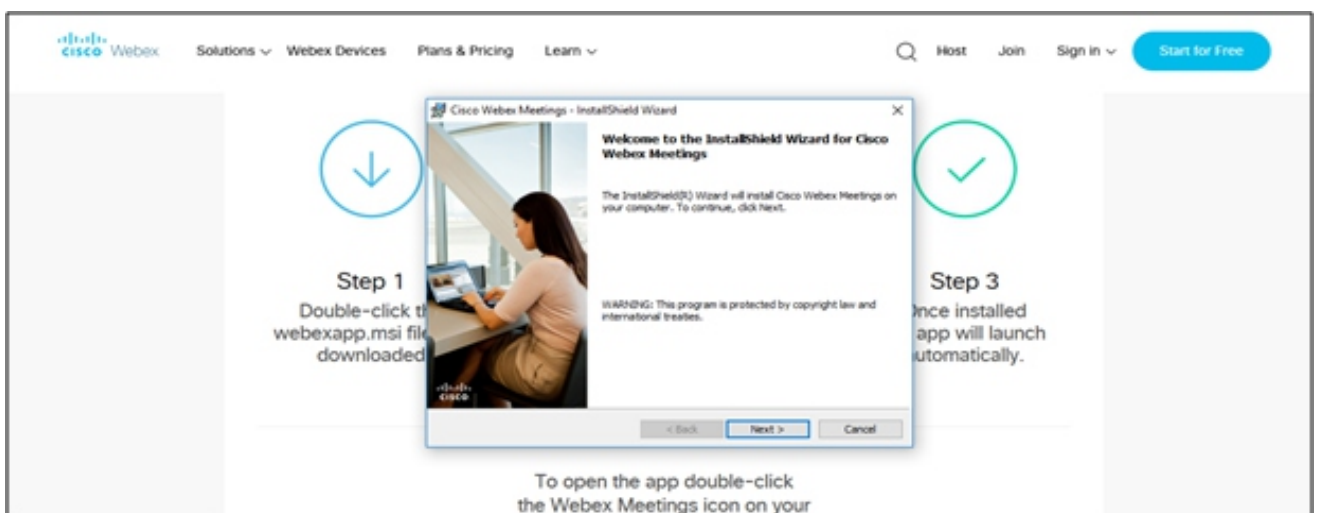 cisco Webex
Solutions Webex Devices Plans & Pricing Learn Host Join Sign in Start for Free
Cisco Webex Meetings - InstallShield Wizard
Welcome to the InstallShield Wizard for Cisco
Webex Meetings
The InstallShield(R) Wizard will install Cisco Webex Meetings on
your computer. To continue, click Next.
WARNING: This program is protected by copyright law and
international treaties.
cisco
< Back Next > Cancel
Step 1
Double-click
webexapp.msi
downloaded
Step 3
installed
app will launch
To open the app double-click
the Webex Meetings icon on your